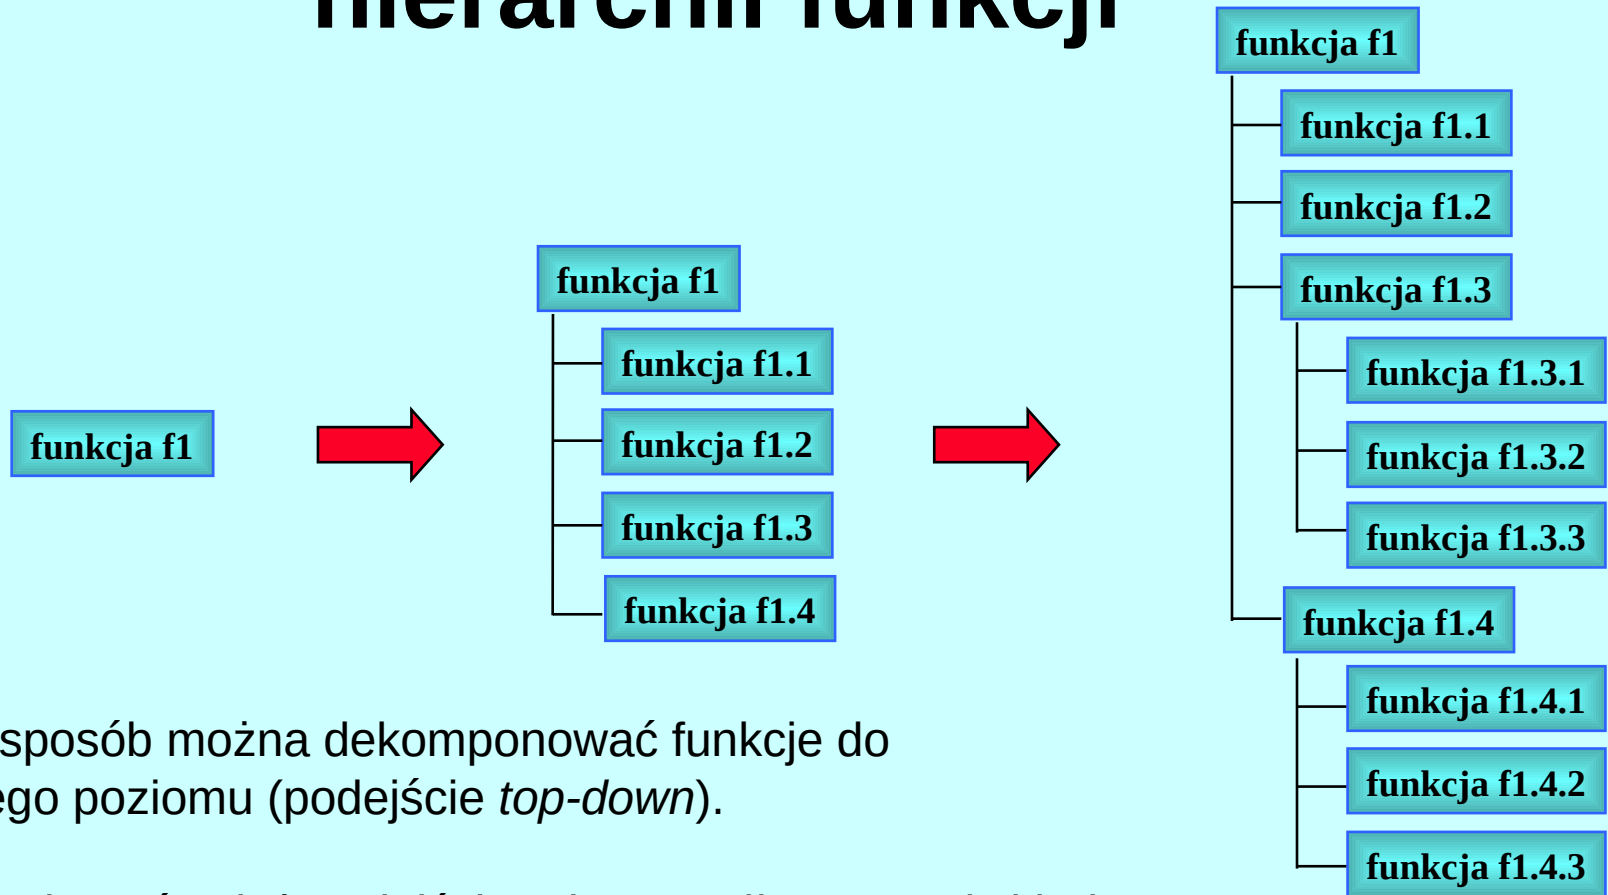 hierarchii funkcji
funkcja f1
funkcja f1
funkcja f1.1
funkcja f1.2
funkcja f1.3
funkcja f1.4
funkcja f1
funkcja f1.1
funkcja f1.2
funkcja f1.3
funkcja f1.3.1
funkcja f1.3.2
funkcja f1.3.3
funkcja f1.4
funkcja f1.4.1
funkcja f1.4.2
funkcja f1.4.3
sposób można dekomponować funkcje do
ego poziomu (podejście top-down).